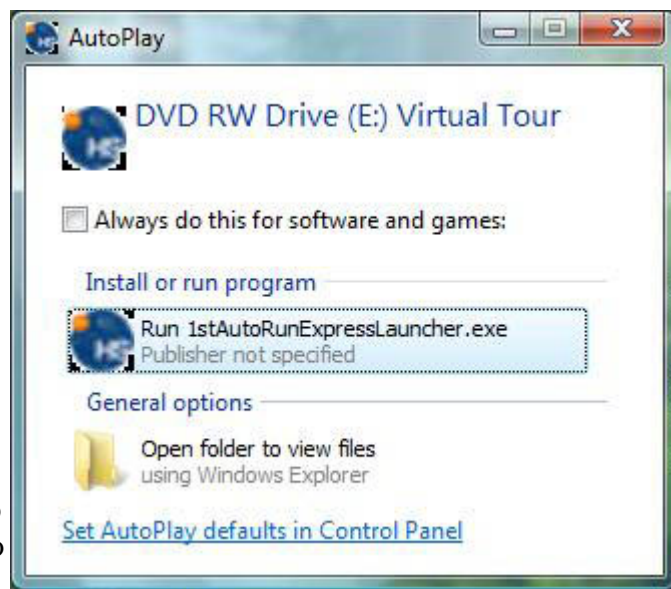 AutoPlay
DVD RW Drive (E:) Virtual Tour
Always do this for software and games:
Install or run program
Run 1stAutoRunExpressLauncher.exe
Publisher not specified
General options
Open folder to view files
using Windows Explorer
Set AutoPlay defaults in Control Panel